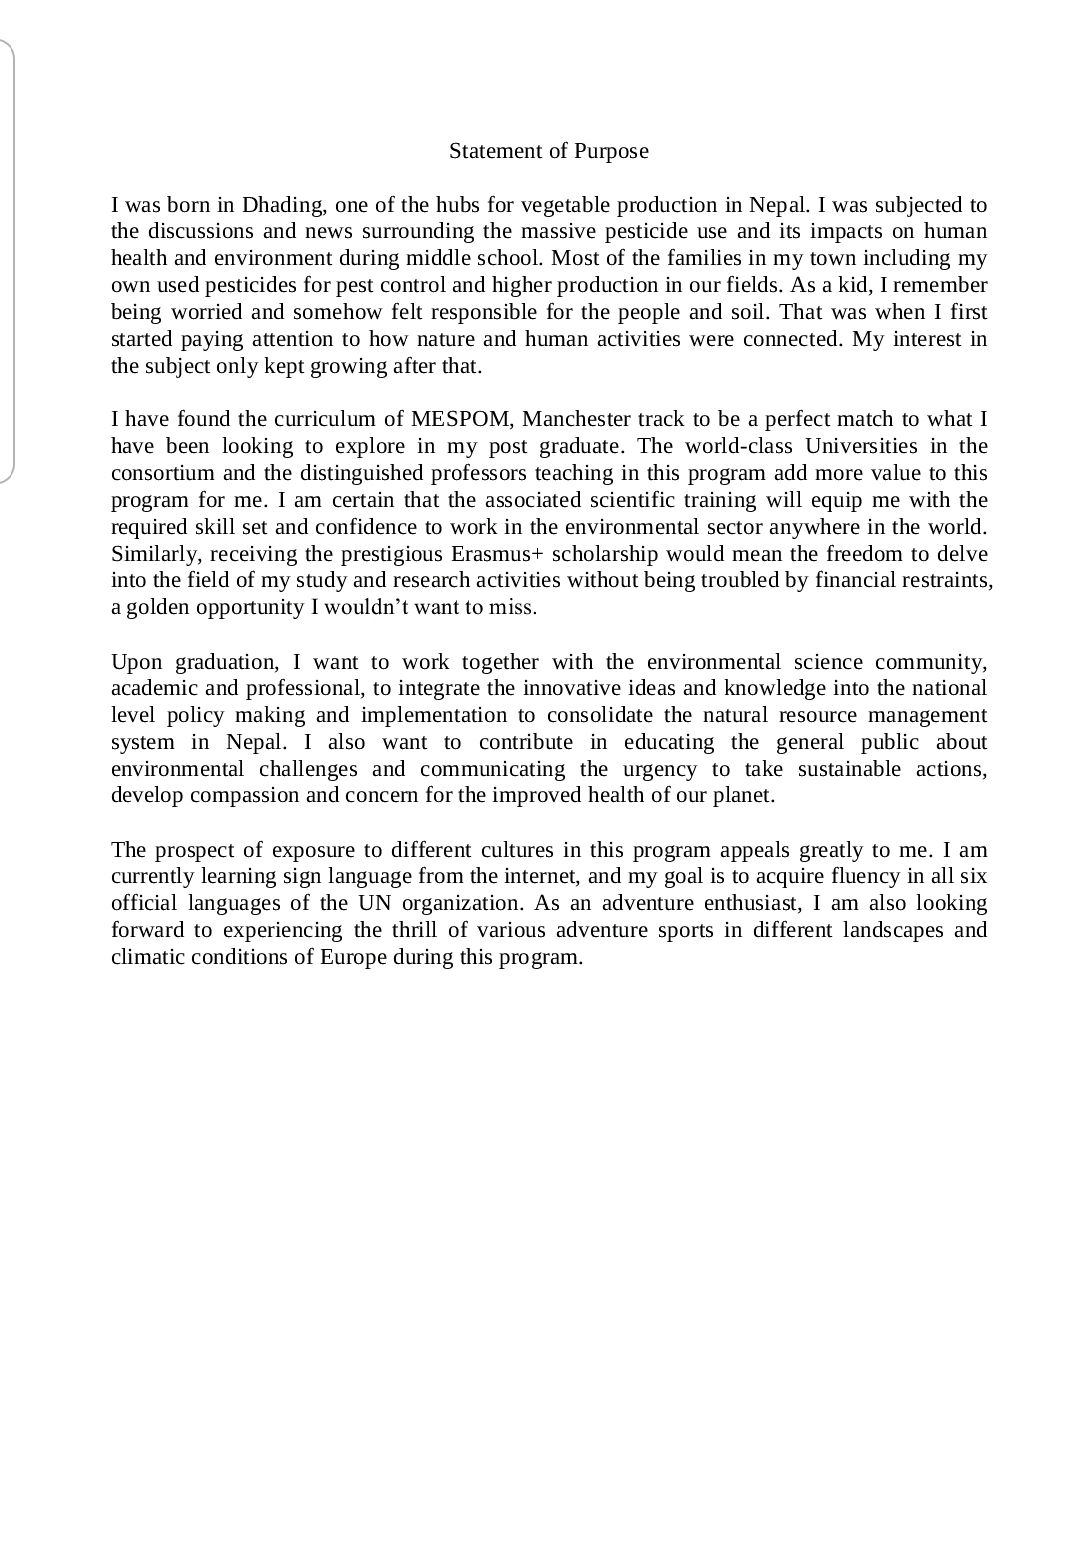 Statement of Purpose
I was born in Dhading, one of the hubs for vegetable production in Nepal. I was subjected to
the discussions and news surrounding the massive pesticide use and its impacts on human
health and environment during middle school. Most of the families in my town including my
own used pesticides for pest control and higher production in our fields. As a kid, I remember
being worried and somehow felt responsible for the people and soil. That was when I first
started paying attention to how nature and human activities were connected. My interest in
the subject only kept growing after that.
I have found the curriculum of MESPOM, Manchester track to be a perfect match to what I
have been looking to explore in my post graduate. The world-class Universities in the
consortium and the distinguished professors teaching in this program add more value to this
program for me. I am certain that the associated scientific training will equip me with the
required skill set and confidence to work in the environmental sector anywhere in the world.
Similarly, receiving the prestigious Erasmus+ scholarship would mean the freedom to delve
into the field of my study and research activities without being troubled by financial restraints,
a golden opportunity I wouldn’t want to miss.
Upon graduation, I want to work together with the environmental science community,
academic and professional, to integrate the innovative ideas and knowledge into the national
level policy making and implementation to consolidate the natural resource management
system in Nepal. I also want to contribute in educating the general public about
environmental challenges and communicating the urgency to take sustainable actions,
develop compassion and concern for the improved health of our planet.
The prospect of exposure to different cultures in this program appeals greatly to me. I am
currently learning sign language from the internet, and my goal is to acquire fluency in all six
official languages of the UN organization. As an adventure enthusiast, I am also looking
forward to experiencing the thrill of various adventure sports in different landscapes and
climatic conditions of Europe during this program.